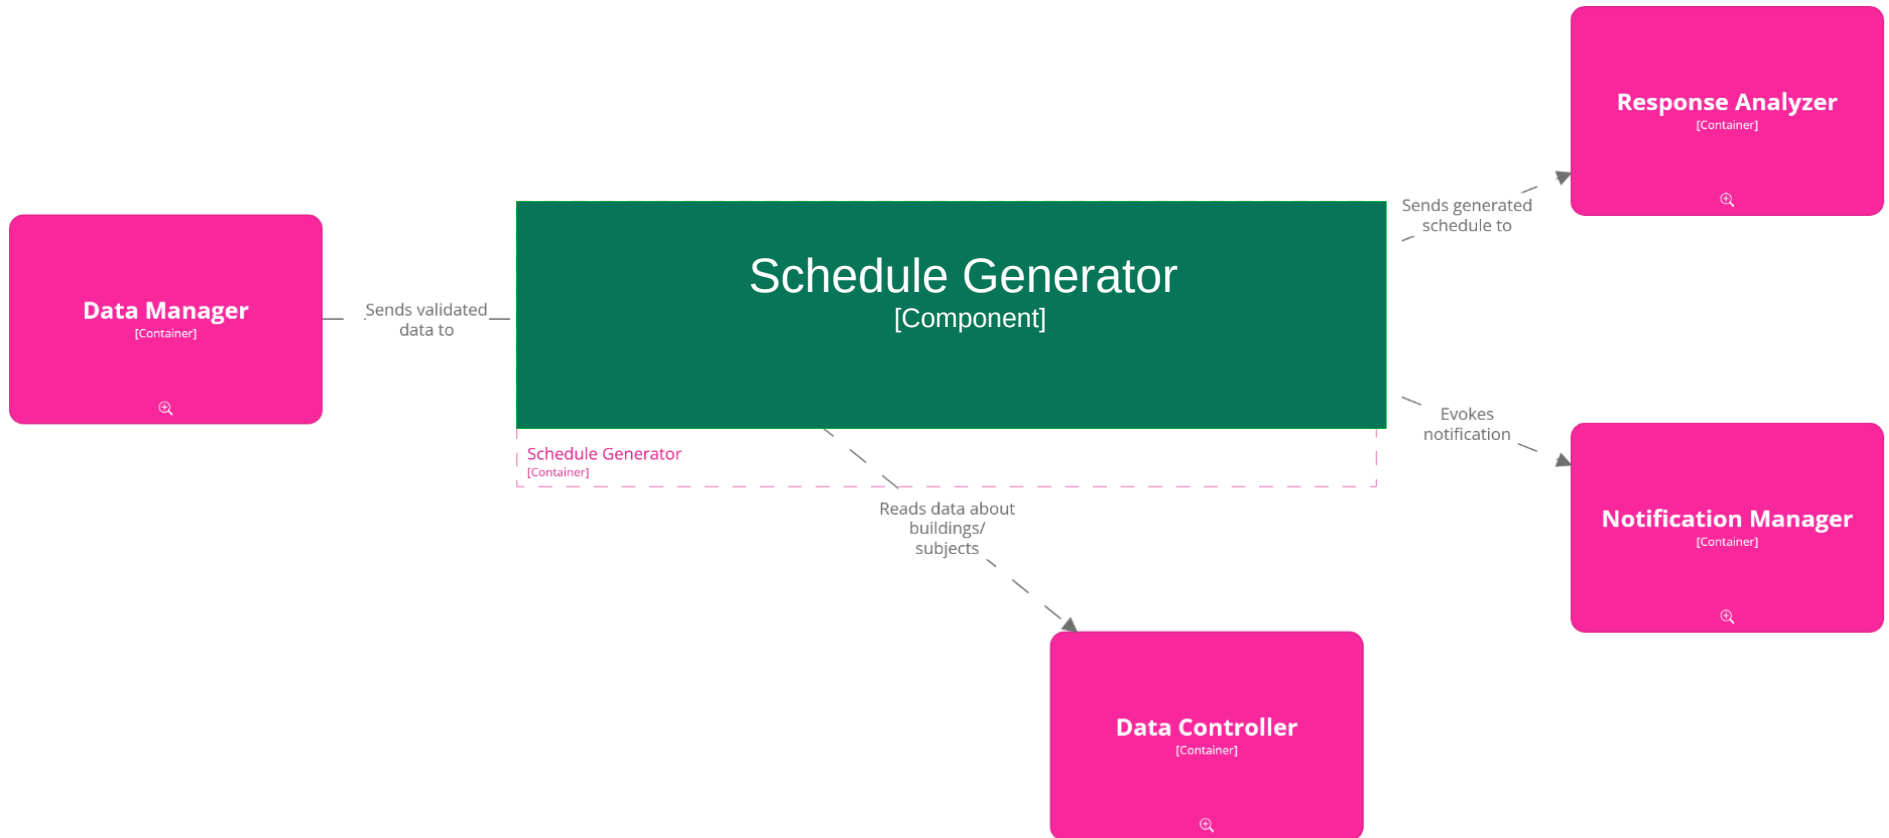 Response Analyzer
[Container]
Sends generated
schedule to
Data Manager
[Container]
Sends validated
data to
Schedule Generator
[Component]
Evokes
notification
Schedule Generator
[Container]
Reads data about
buildings/
subjects
Notification Manager
[Container]
Data Controller
[Container]